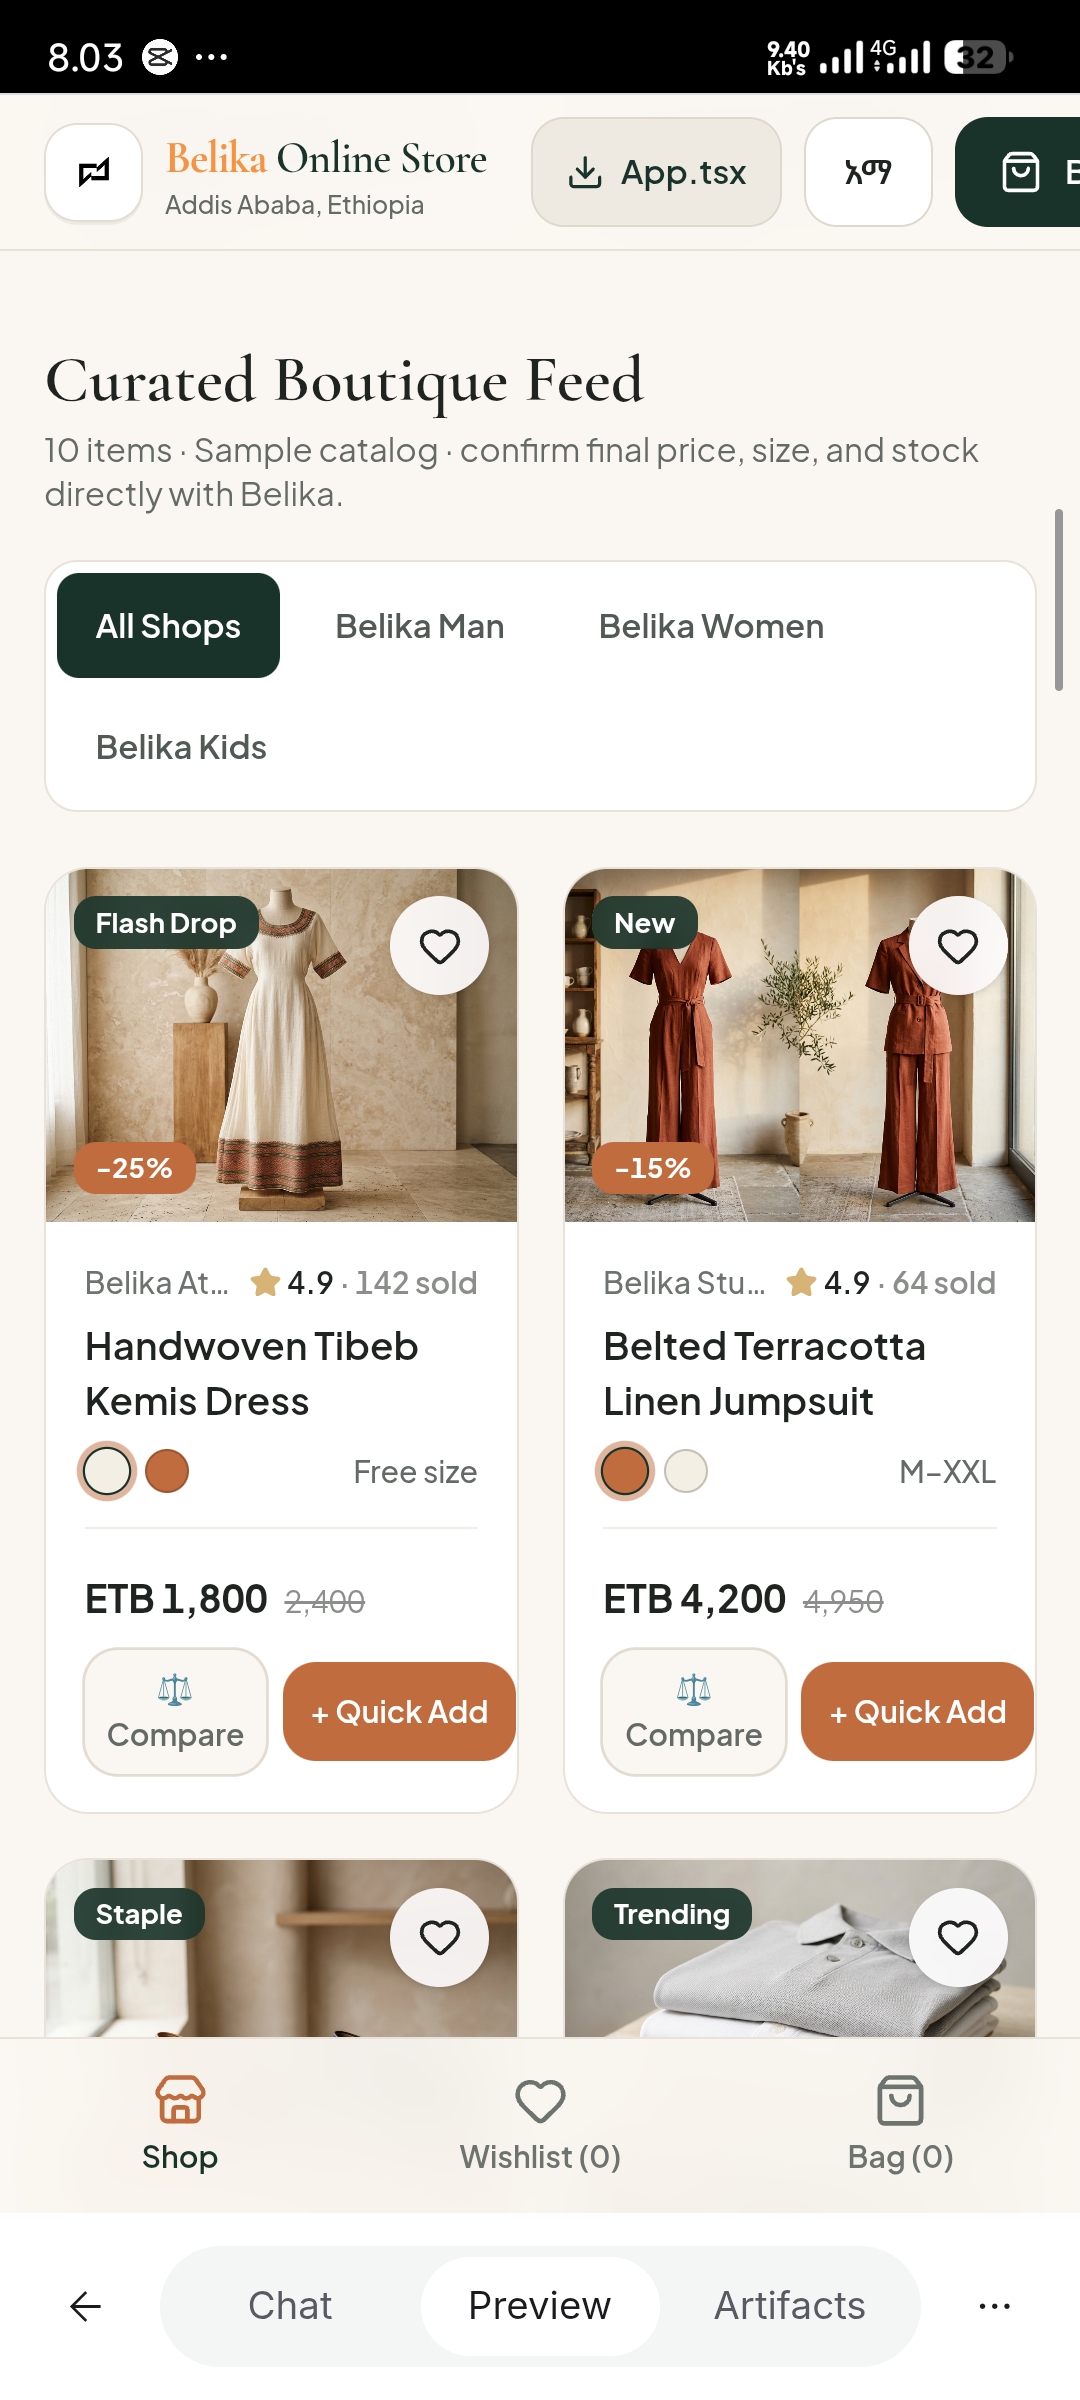 8.03 ...
9.40 Kb's 4G 32
Belika Online Store
Addis Ababa, Ethiopia
App.tsx
አማ
Curated Boutique Feed
10 items · Sample catalog · confirm final price, size, and stock
directly with Belika.
All Shops
Belika Man
Belika Women
Belika Kids
Flash Drop
-25%
Belika At... 4.9 · 142 sold
Handwoven Tibeb
Kemis Dress
Free size
ETB 1,800 2,400
Compare
+ Quick Add
New
-15%
Belika Stu... 4.9 · 64 sold
Belted Terracotta
Linen Jumpsuit
M–XXL
ETB 4,200 4,950
Compare
+ Quick Add
Staple
Trending
Shop
Wishlist (0)
Bag (0)
Chat
Preview
Artifacts
...